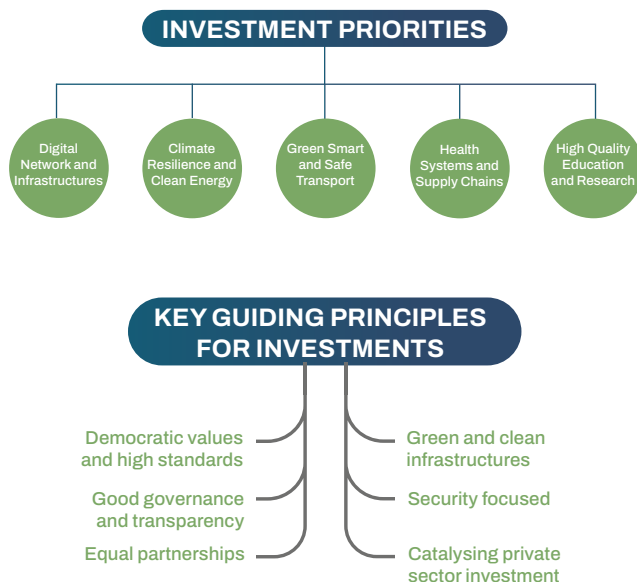 INVESTMENT PRIORITIES
Digital
Network and
Infrastructures
Climate
Resilience and
Clean Energy
Green Smart
and Safe
Transport
Health
Systems and
Supply Chains
High Quality
Education
and Research
KEY GUIDING PRINCIPLES
FOR INVESTMENTS
Democratic values
and high standards
Good governance
and transparency
Equal partnerships
Green and clean
infrastructures
Security focused
Catalysing private
sector investment